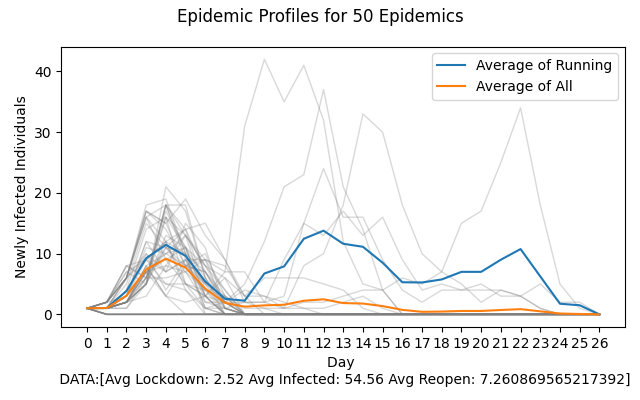 Epidemic Profiles for 50 Epidemics
Average of Running
Average of All
Newly Infected Individuals
40
30
20
10
0
0 1 2 3 4 5 6 7 8 9 10 11 12 13 14 15 16 17 18 19 20 21 22 23 24 25 26
Day
DATA:[Avg Lockdown: 2.52 Avg Infected: 54.56 Avg Reopen: 7.260869565217392]